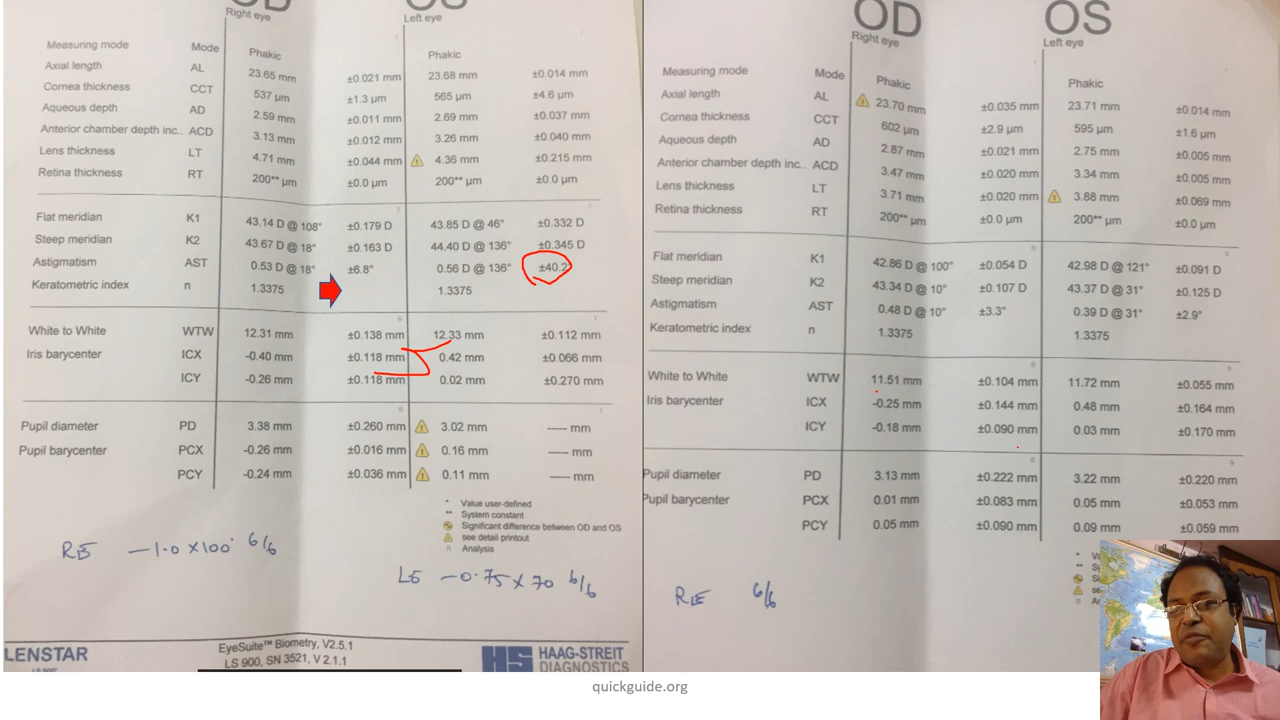 OD OS
Right eye Left eye
Measuring mode Mode Phakic Phakic
Axial length AL 23.65 mm ±0.021 mm 23.68 mm ±0.014 mm
Cornea thickness CCT 537 µm ±1.3 µm 565 µm ±4.6 µm
Aqueous depth AD 2.59 mm ±0.011 mm 2.69 mm ±0.037 mm
Anterior chamber depth inc.. ACD 3.13 mm ±0.012 mm 3.26 mm ±0.040 mm
Lens thickness LT 4.71 mm ±0.044 mm 4.36 mm ±0.215 mm
Retina thickness RT 200** µm ±0.0 µm 200** µm ±0.0 µm
Flat meridian K1 43.14 D @ 108° ±0.179 D 43.85 D @ 46° ±0.332 D
Steep meridian K2 43.67 D @ 18° ±0.163 D 44.40 D @ 136° ±0.345 D
Astigmatism AST 0.53 D @ 18° ±6.8° 0.56 D @ 136° ±40.2
Keratometric index n 1.3375 1.3375
White to White WTW 12.31 mm ±0.138 mm 12.33 mm ±0.112 mm
Iris barycenter ICX -0.40 mm ±0.118 mm 0.42 mm ±0.066 mm
ICY -0.26 mm ±0.118 mm 0.02 mm ±0.270 mm
Pupil diameter PD 3.38 mm ±0.260 mm 3.02 mm ----- mm
Pupil barycenter PCX -0.26 mm ±0.016 mm 0.16 mm ----- mm
PCY -0.24 mm ±0.036 mm 0.11 mm ----- mm
* Value user-defined
** System constant
Significant difference between OD and OS
see detail printout
n Analysis
RE -1.0 x 100° 6/6
LE -0.75 x 70 6/6
LENSTAR
EyeSuite™ Biometry, V2.5.1
LS 900, SN 3521, V 2.1.1
HS HAAG-STREIT
DIAGNOSTICS
OD OS
Right eye Left eye
Measuring mode Mode Phakic Phakic
Axial length AL 23.70 mm ±0.035 mm 23.71 mm ±0.014 mm
Cornea thickness CCT 602 µm ±2.9 µm 595 µm ±1.6 µm
Aqueous depth AD 2.87 mm ±0.021 mm 2.75 mm ±0.005 mm
Anterior chamber depth inc.. ACD 3.47 mm ±0.020 mm 3.34 mm ±0.005 mm
Lens thickness LT 3.71 mm ±0.020 mm 3.88 mm ±0.069 mm
Retina thickness RT 200** µm ±0.0 µm 200** µm ±0.0 µm
Flat meridian K1 42.86 D @ 100° ±0.054 D 42.98 D @ 121° ±0.091 D
Steep meridian K2 43.34 D @ 10° ±0.107 D 43.37 D @ 31° ±0.125 D
Astigmatism AST 0.48 D @ 10° ±3.3° 0.39 D @ 31° ±2.9°
Keratometric index n 1.3375 1.3375
White to White WTW 11.51 mm ±0.104 mm 11.72 mm ±0.055 mm
Iris barycenter ICX -0.25 mm ±0.144 mm 0.48 mm ±0.164 mm
ICY -0.18 mm ±0.090 mm 0.03 mm ±0.170 mm
Pupil diameter PD 3.13 mm ±0.222 mm 3.22 mm ±0.220 mm
Pupil barycenter PCX 0.01 mm ±0.083 mm 0.05 mm ±0.053 mm
PCY 0.05 mm ±0.090 mm 0.09 mm ±0.059 mm
6/6
quickguide.org